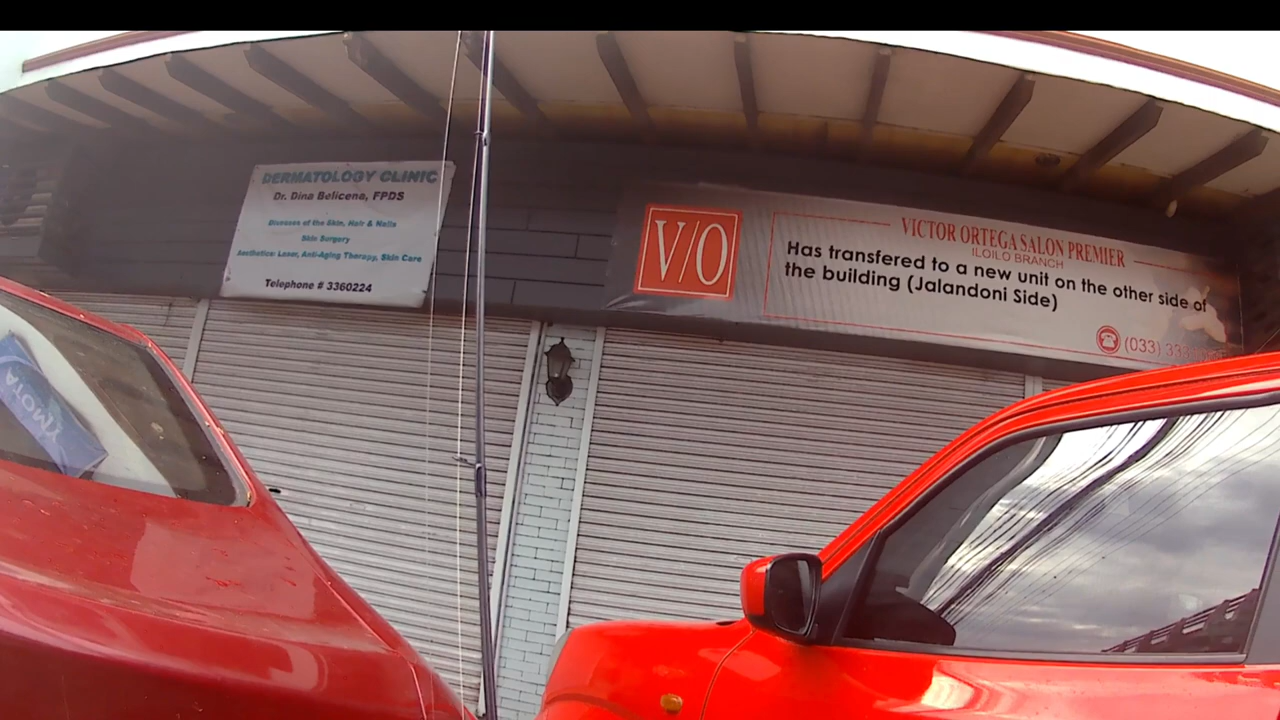 DERMATOLOGY CLINIC
Dr. Dina Belicena, FPDS
Diseases of the Skin, Hair & Nails
Skin Surgery
Aesthetics: Laser, Anti-Aging Therapy, Skin Care
Telephone # 3360224
V/O
VICTOR ORTEGA SALON PREMIER
ILOILO BRANCH
Has transfered to a new unit on the other side of
the building (Jalandoni Side)
(033)
TOYOTA